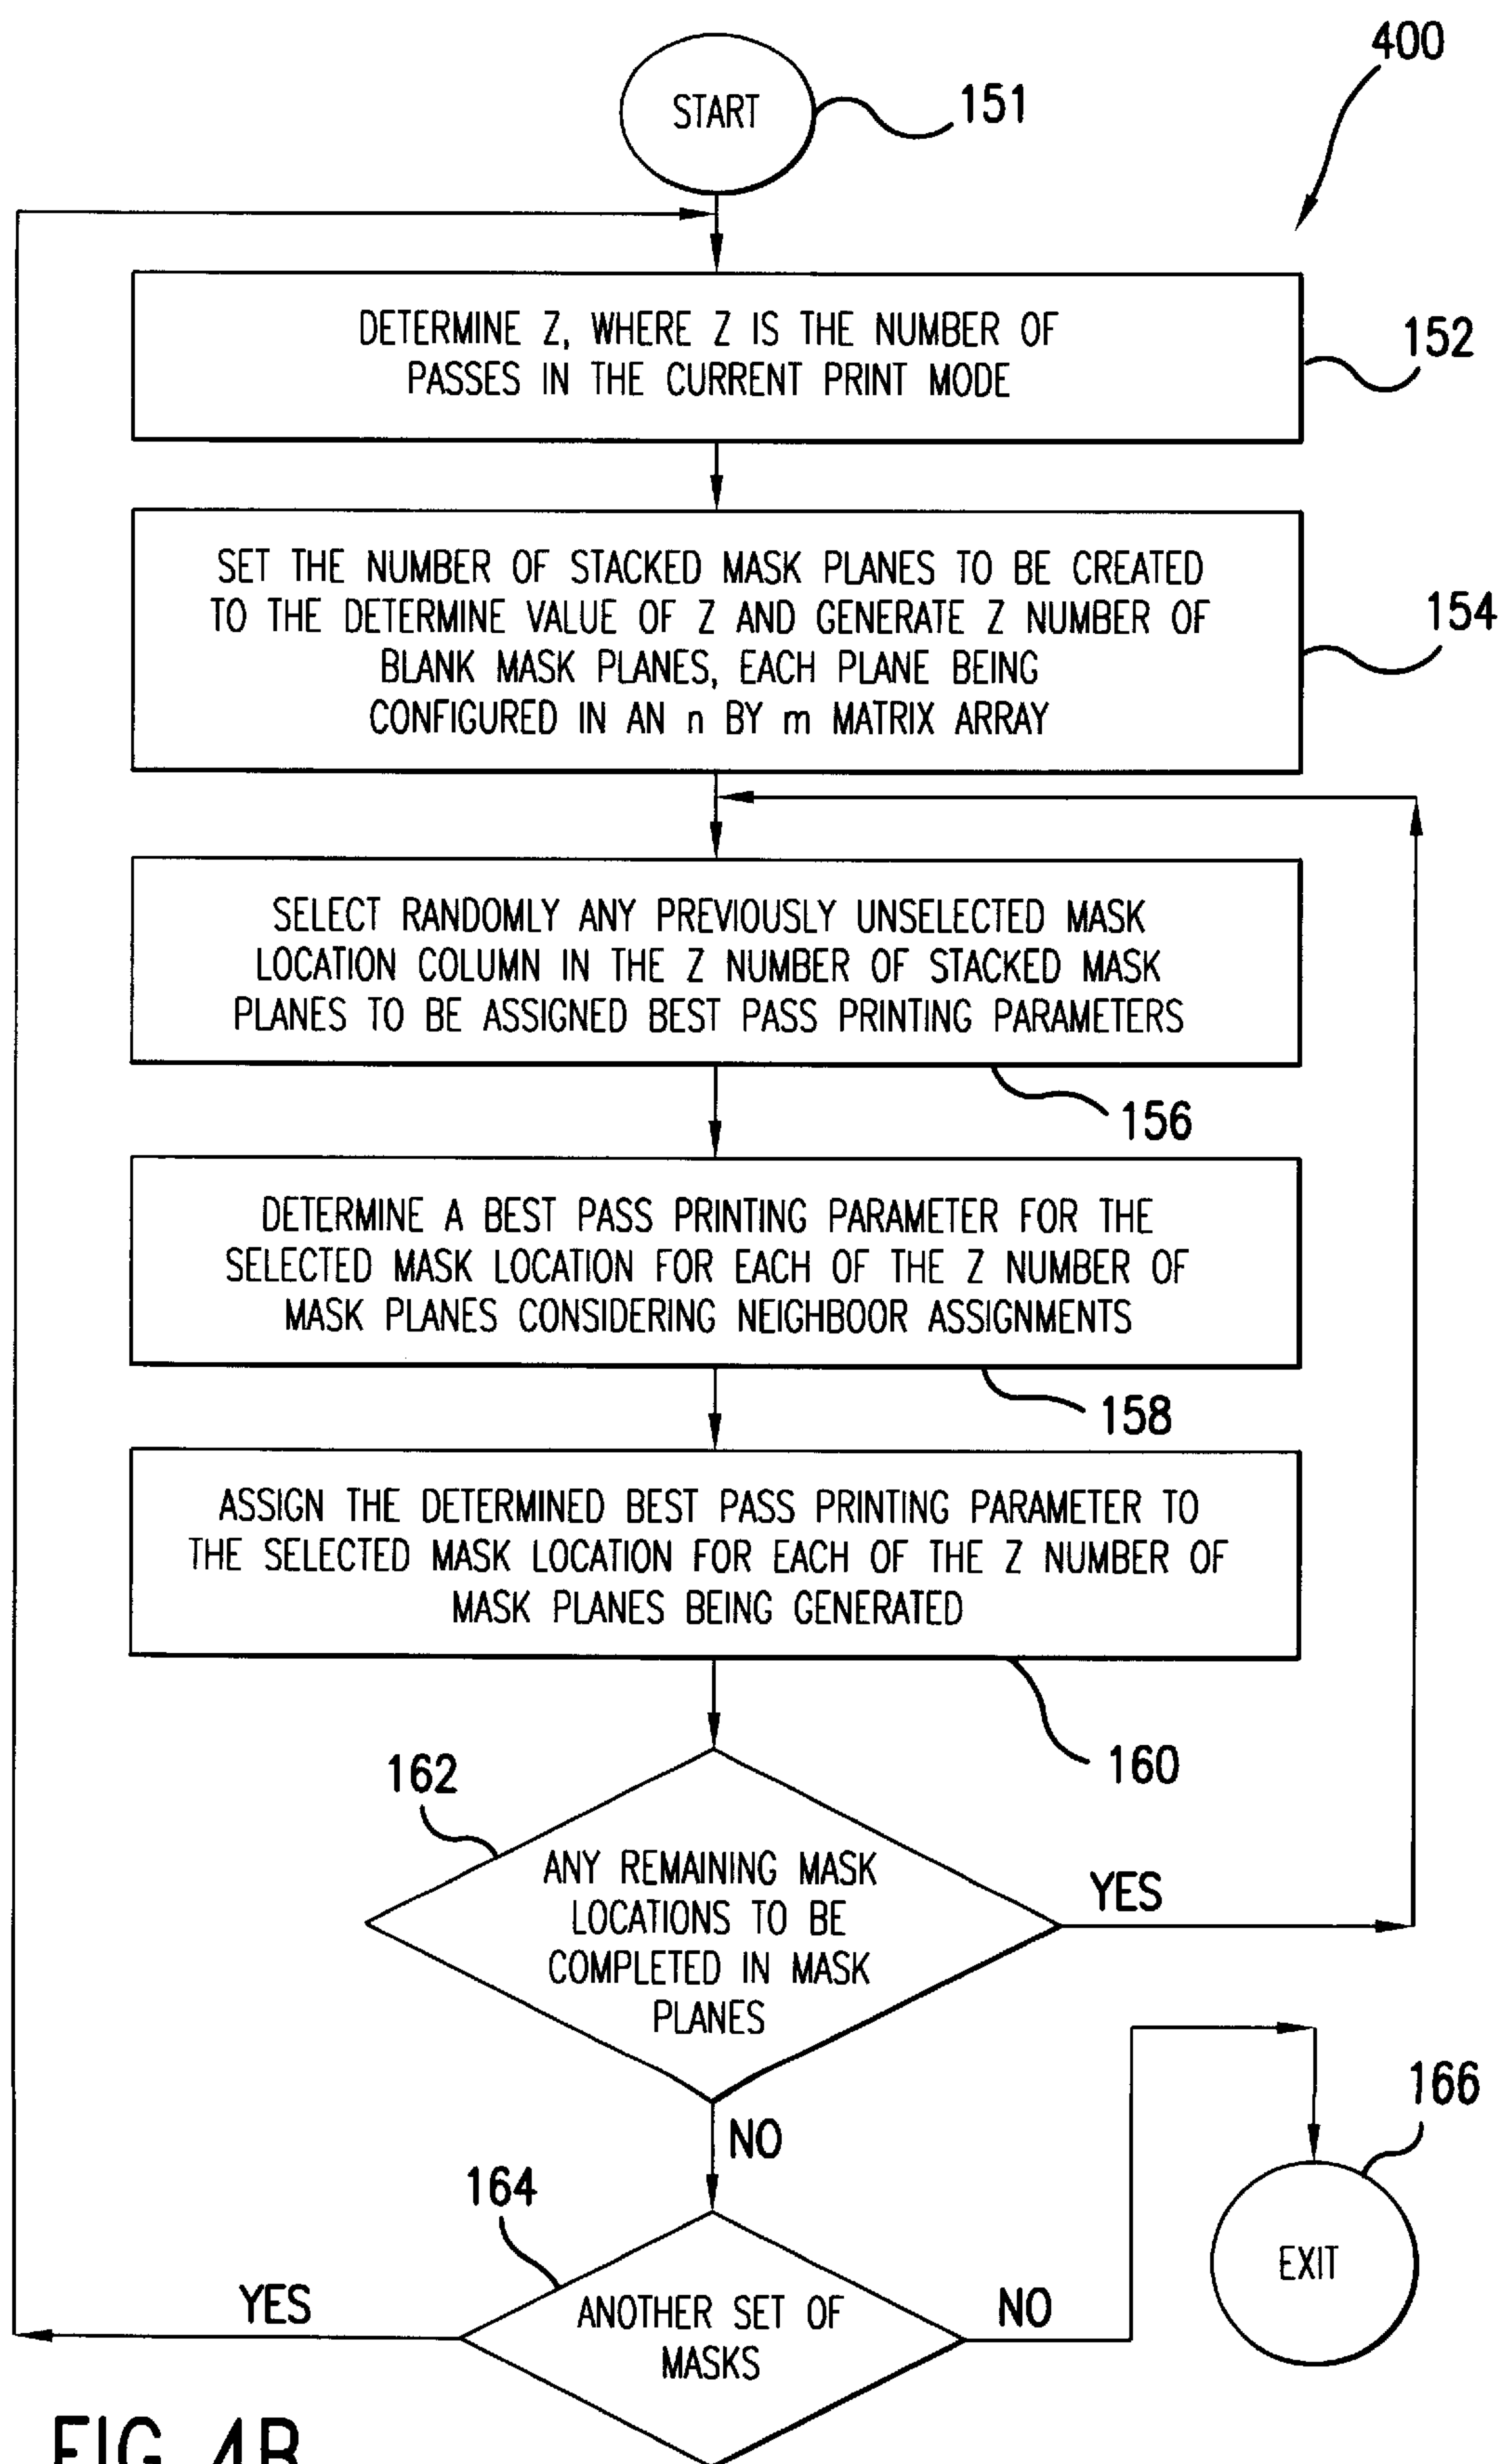 400
START
151
DETERMINE Z, WHERE Z IS THE NUMBER OF
PASSES IN THE CURRENT PRINT MODE
152
SET THE NUMBER OF STACKED MASK PLANES TO BE CREATED
TO THE DETERMINE VALUE OF Z AND GENERATE Z NUMBER OF
BLANK MASK PLANES, EACH PLANE BEING
CONFIGURED IN AN n BY m MATRIX ARRAY
154
SELECT RANDOMLY ANY PREVIOUSLY UNSELECTED MASK
LOCATION COLUMN IN THE Z NUMBER OF STACKED MASK
PLANES TO BE ASSIGNED BEST PASS PRINTING PARAMETERS
156
DETERMINE A BEST PASS PRINTING PARAMETER FOR THE
SELECTED MASK LOCATION FOR EACH OF THE Z NUMBER OF
MASK PLANES CONSIDERING NEIGHBOOR ASSIGNMENTS
158
ASSIGN THE DETERMINED BEST PASS PRINTING PARAMETER TO
THE SELECTED MASK LOCATION FOR EACH OF THE Z NUMBER OF
MASK PLANES BEING GENERATED
160
162
ANY REMAINING MASK
LOCATIONS TO BE
COMPLETED IN MASK
PLANES
YES
NO
166
164
EXIT
YES
ANOTHER SET OF
MASKS
NO
FIG. 4B